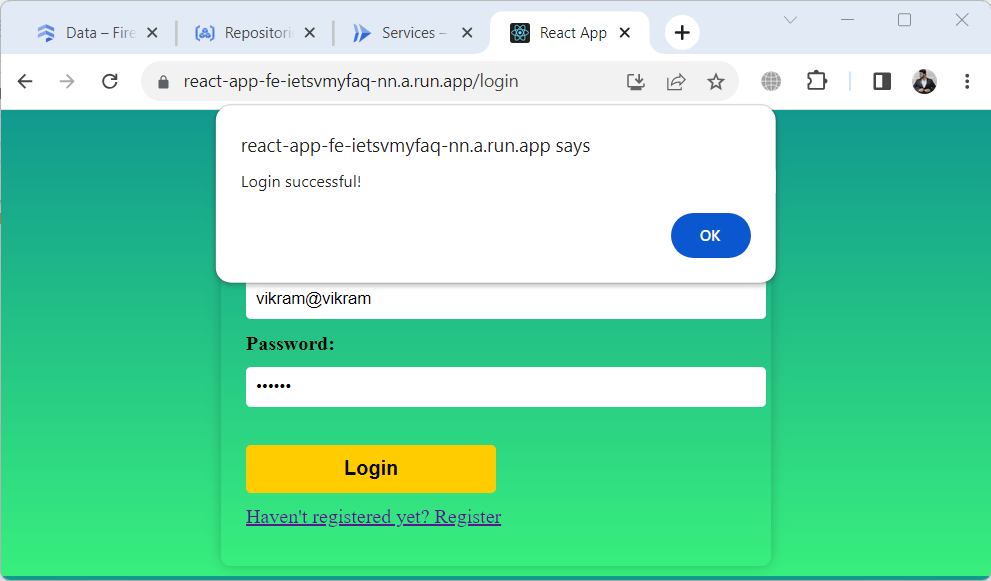 Data – Fire
Repositori
Services –
React App
react-app-fe-ietsvmyfaq-nn.a.run.app/login
react-app-fe-ietsvmyfaq-nn.a.run.app says
Login successful!
OK
vikram@vikram
Password:
••••••
Login
Haven't registered yet? Register